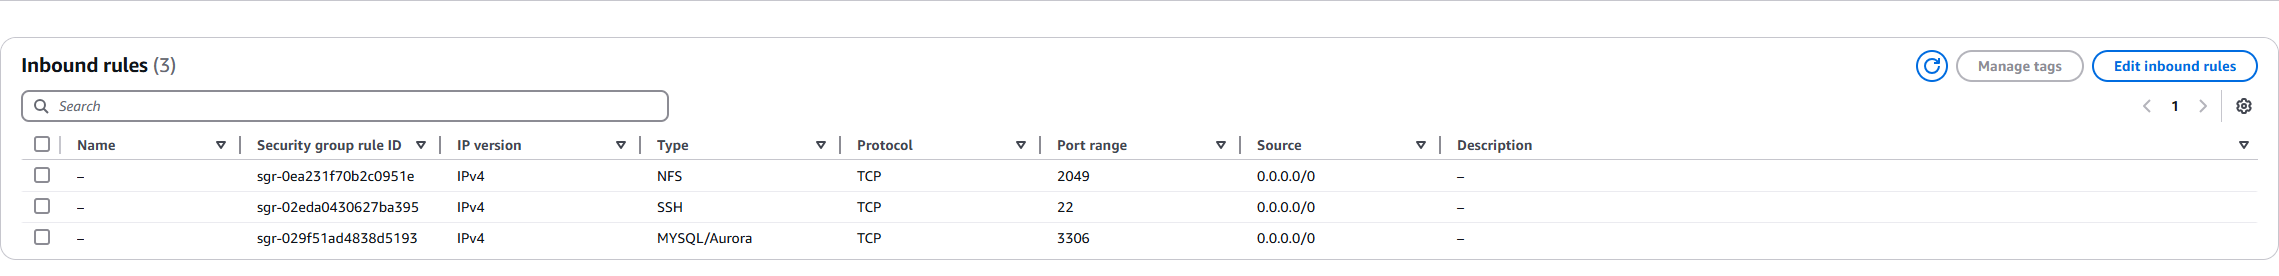 Inbound rules (3)
Manage tags
Edit inbound rules
Search
1
Name Security group rule ID IP version Type Protocol Port range Source Description
– sgr-0ea231f70b2c0951e IPv4 NFS TCP 2049 0.0.0.0/0 –
– sgr-02eda0430627ba395 IPv4 SSH TCP 22 0.0.0.0/0 –
– sgr-029f51ad4838d5193 IPv4 MYSQL/Aurora TCP 3306 0.0.0.0/0 –